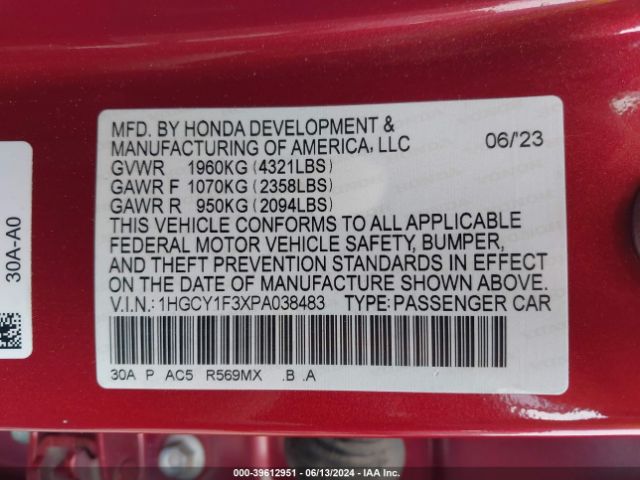 MFD. BY HONDA DEVELOPMENT &
MANUFACTURING OF AMERICA, LLC 06/'23
GVWR 1960KG (4321LBS)
GAWR F 1070KG (2358LBS)
GAWR R 950KG (2094LBS)
THIS VEHICLE CONFORMS TO ALL APPLICABLE
FEDERAL MOTOR VEHICLE SAFETY, BUMPER,
AND THEFT PREVENTION STANDARDS IN EFFECT
ON THE DATE OF MANUFACTURE SHOWN ABOVE.
V.I.N.: 1HGCY1F3XPA038483 TYPE: PASSENGER CAR
30A P AC5 R569MX .B .A
30A-A0
000-39612951 - 06/13/2024 - IAA Inc.